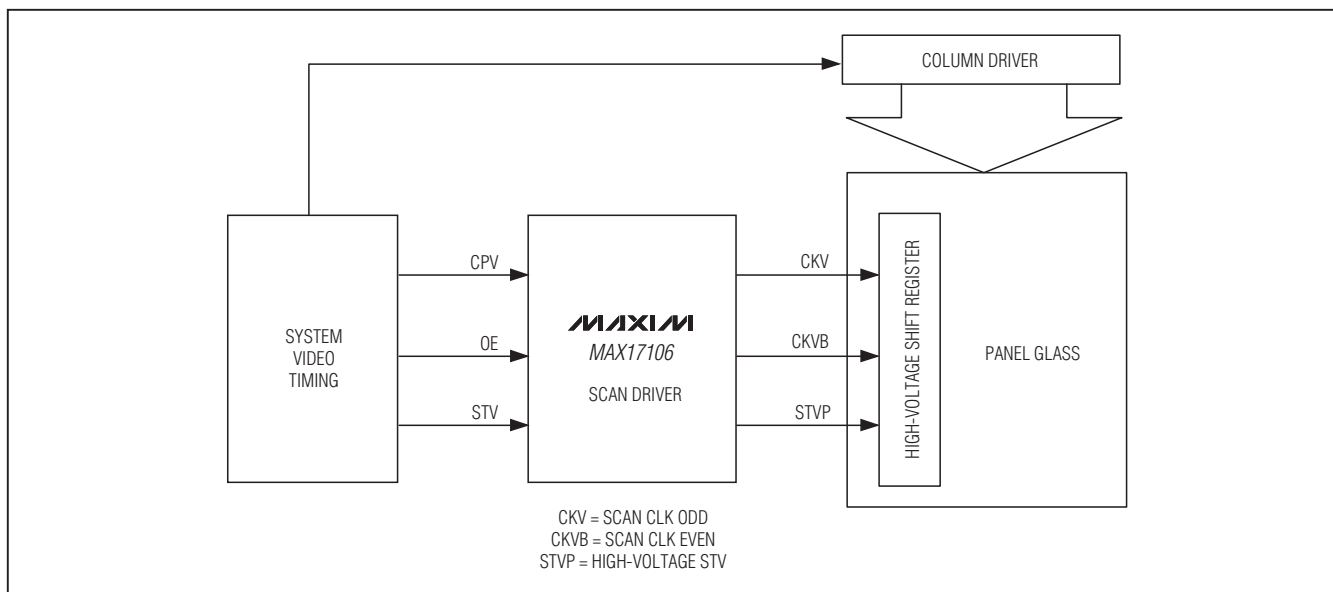 COLUMN DRIVER
SYSTEM
VIDEO
TIMING
CPV
OE
STV
MAXIM
MAX17106
SCAN DRIVER
CKV
CKVB
STVP
HIGH-VOLTAGE SHIFT REGISTER
PANEL GLASS
CKV = SCAN CLK ODD
CKVB = SCAN CLK EVEN
STVP = HIGH-VOLTAGE STV